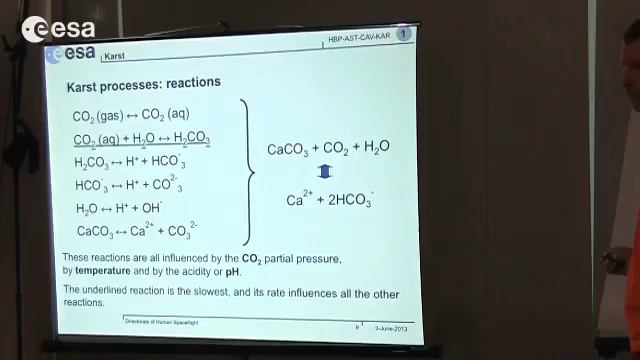 esa
esa
Karst
HBP-AST-CAV-KAR
1
Karst processes: reactions
CO₂ (gas) ↔ CO₂ (aq)
CO₂ (aq) + H₂O ↔ H₂CO₃
H₂CO₃ ↔ H⁺ + HCO⁻₃
HCO⁻₃ ↔ H⁺ + CO²⁻₃
H₂O ↔ H⁺ + OH⁻
CaCO₃ ↔ Ca²⁺ + CO₃²⁻
CaCO₃ + CO₂ + H₂O
Ca²⁺ + 2HCO₃⁻
These reactions are all influenced by the CO₂ partial pressure,
by temperature and by the acidity or pH.
The underlined reaction is the slowest, and its rate influences all the other
reactions.
Directorate of Human Spaceflight
9
3-June-2013